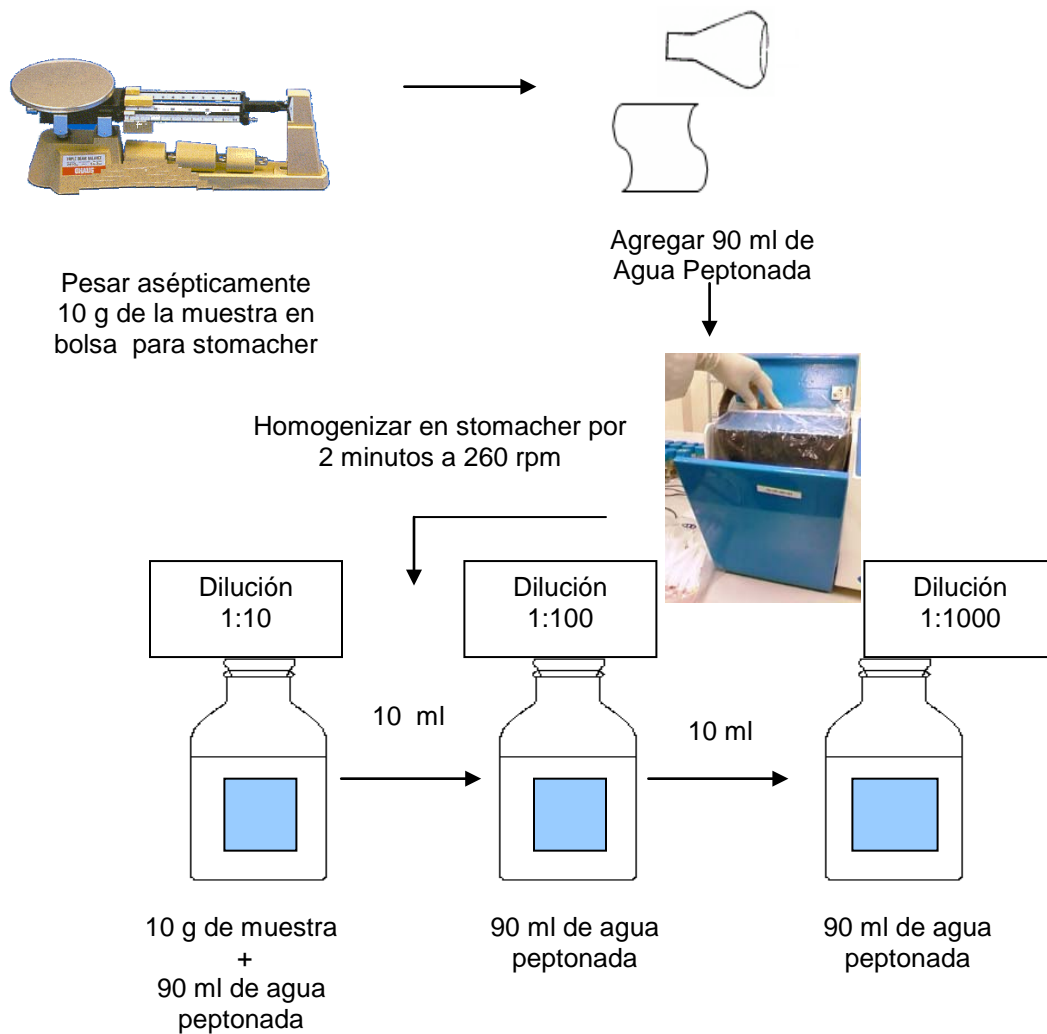 Agregar 90 ml de
Agua Peptonada
Pesar asépticamente
10 g de la muestra en
bolsa para stomacher
Homogenizar en stomacher por
2 minutos a 260 rpm
Dilución
1:10
Dilución
1:100
Dilución
1:1000
10 ml
10 ml
10 g de muestra
+
90 ml de agua
peptonada
90 ml de agua
peptonada
90 ml de agua
peptonada
OHAUS